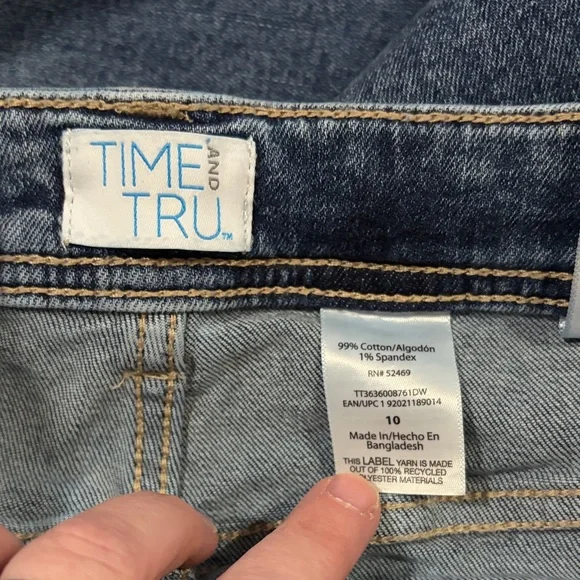 TIME AND
TRU™
99% Cotton/Algodón
1% Spandex
RN# 52469
TT3636008761DW
EAN/UPC 1 92021189014
10
Made In/Hecho En
Bangladesh
THIS LABEL YARN IS MADE
OUT OF 100% RECYCLED
POLYESTER MATERIALS